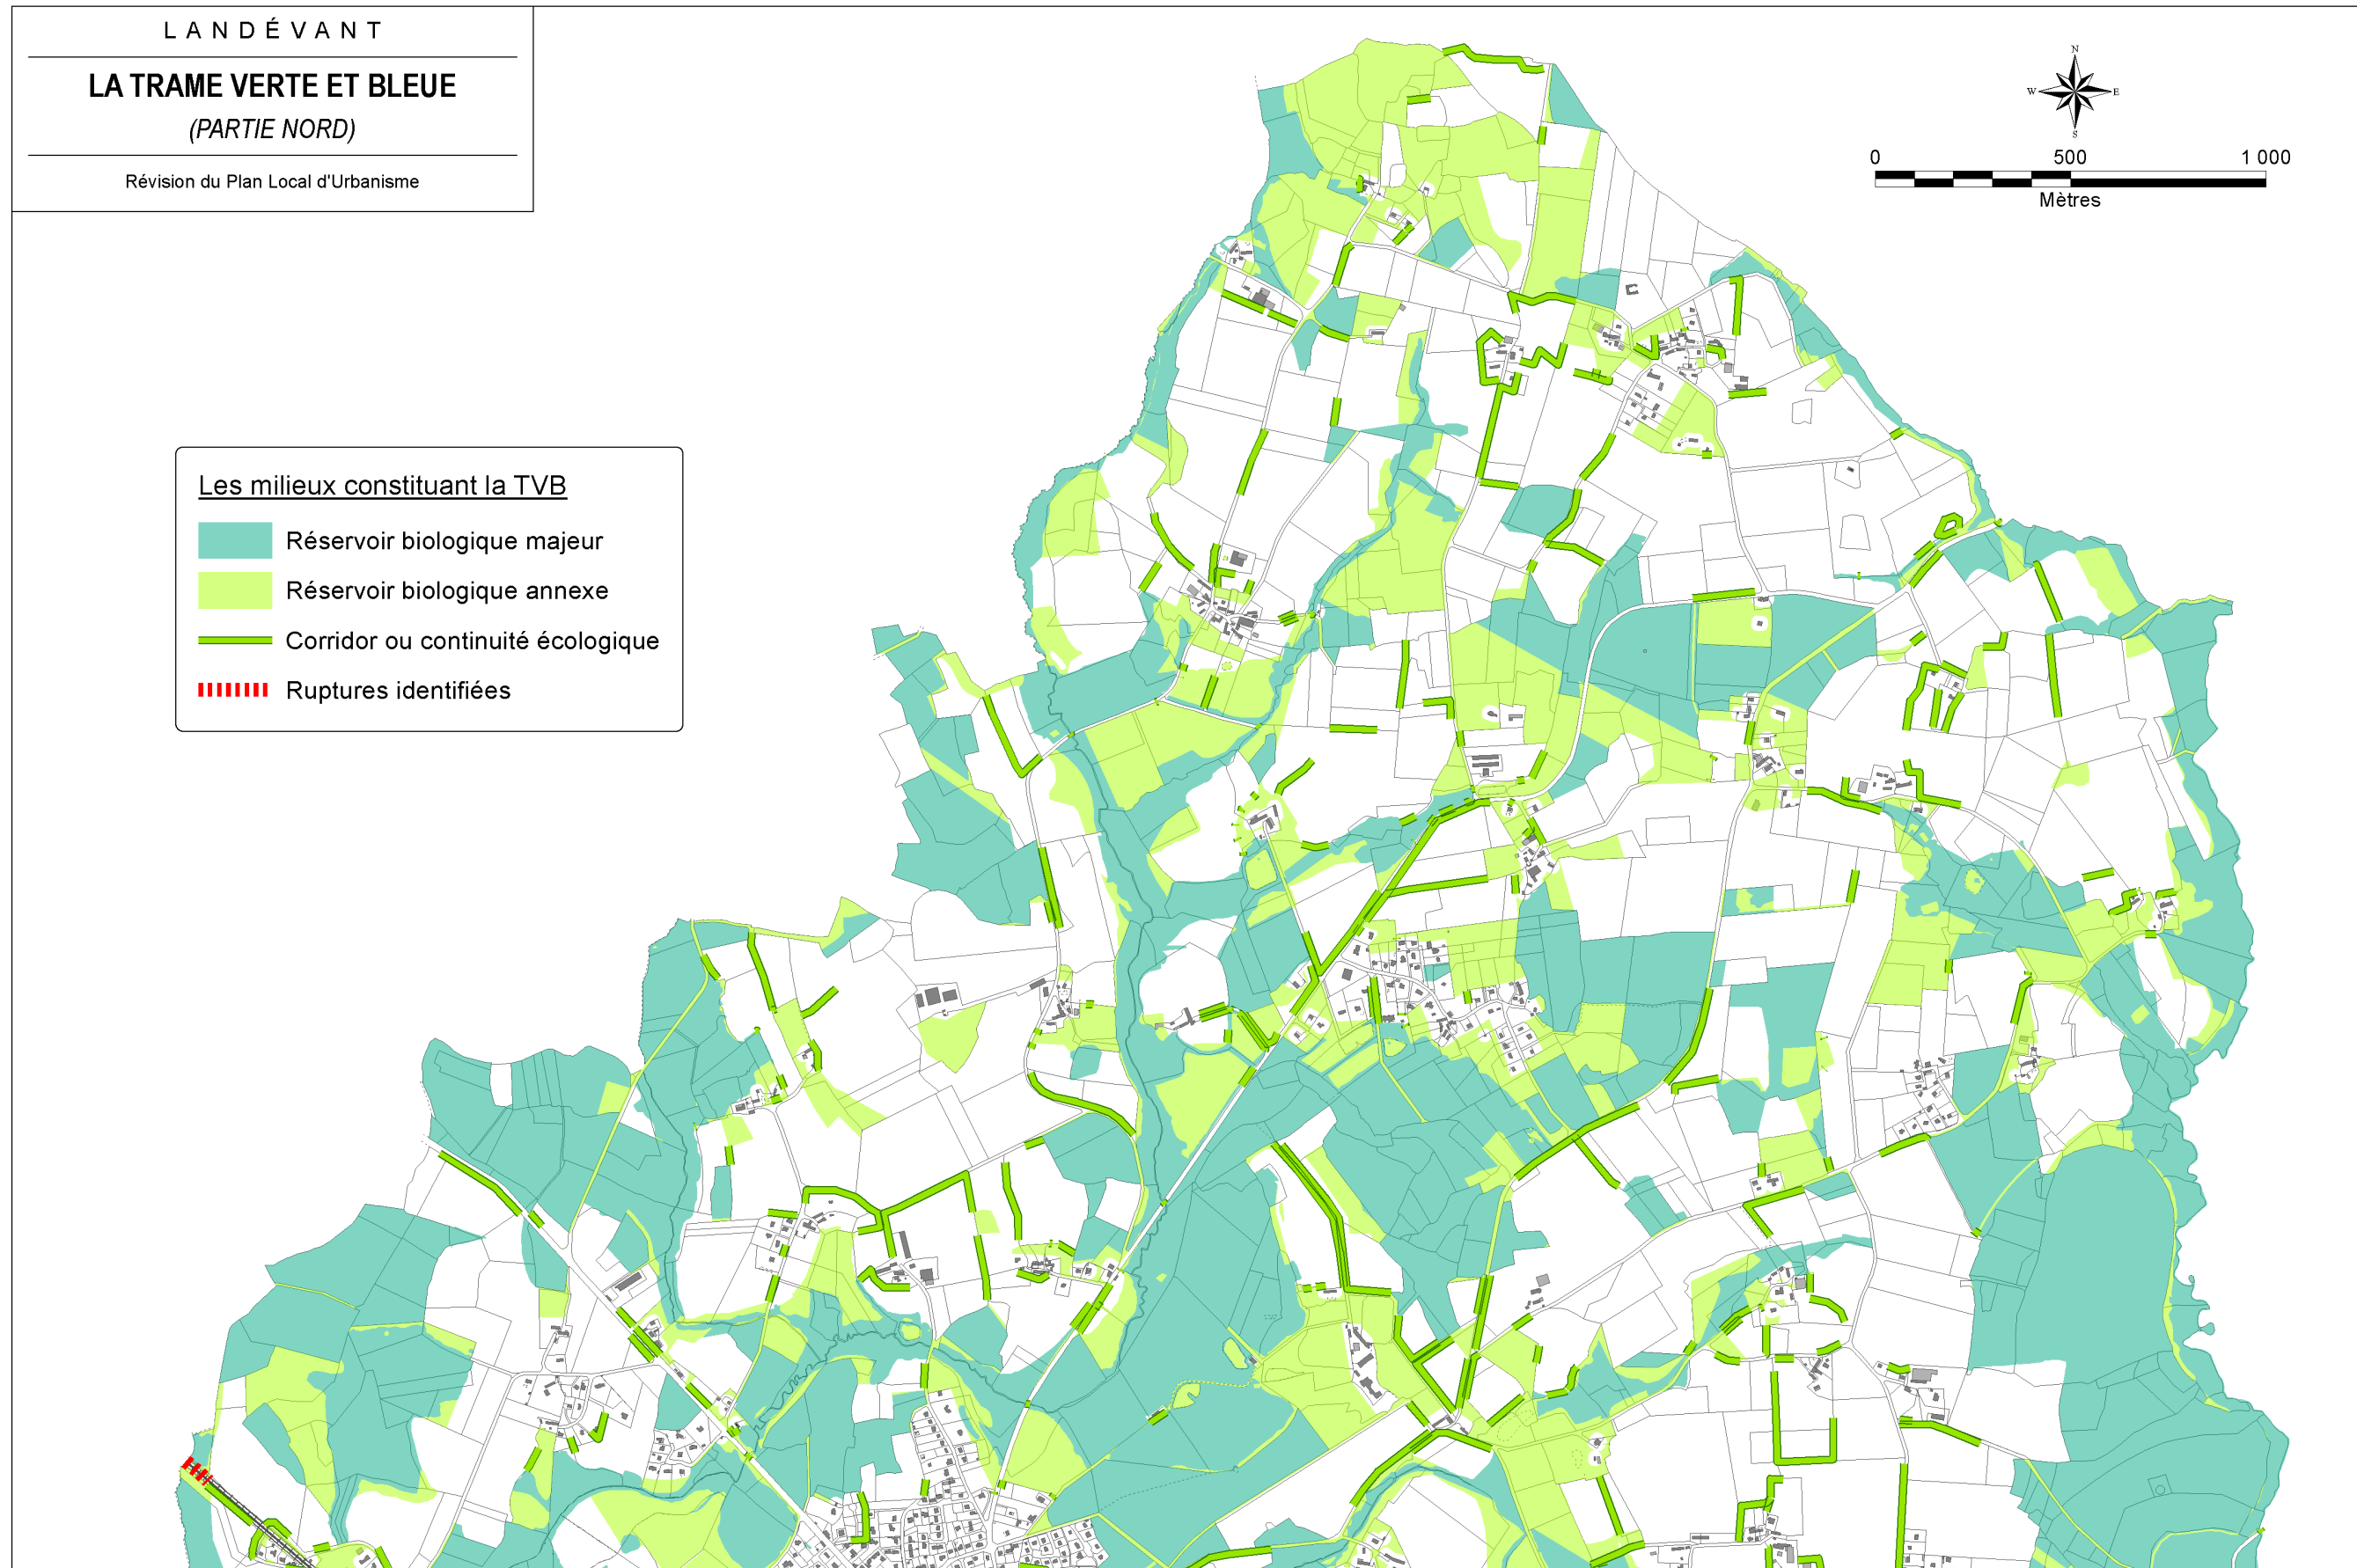 LANDÉVANT
LA TRAME VERTE ET BLEUE
(PARTIE NORD)
Révision du Plan Local d'Urbanisme
N
W E
S
0 500 1 000
Mètres
Les milieux constituant la TVB
Réservoir biologique majeur
Réservoir biologique annexe
Corridor ou continuité écologique
Ruptures identifiées